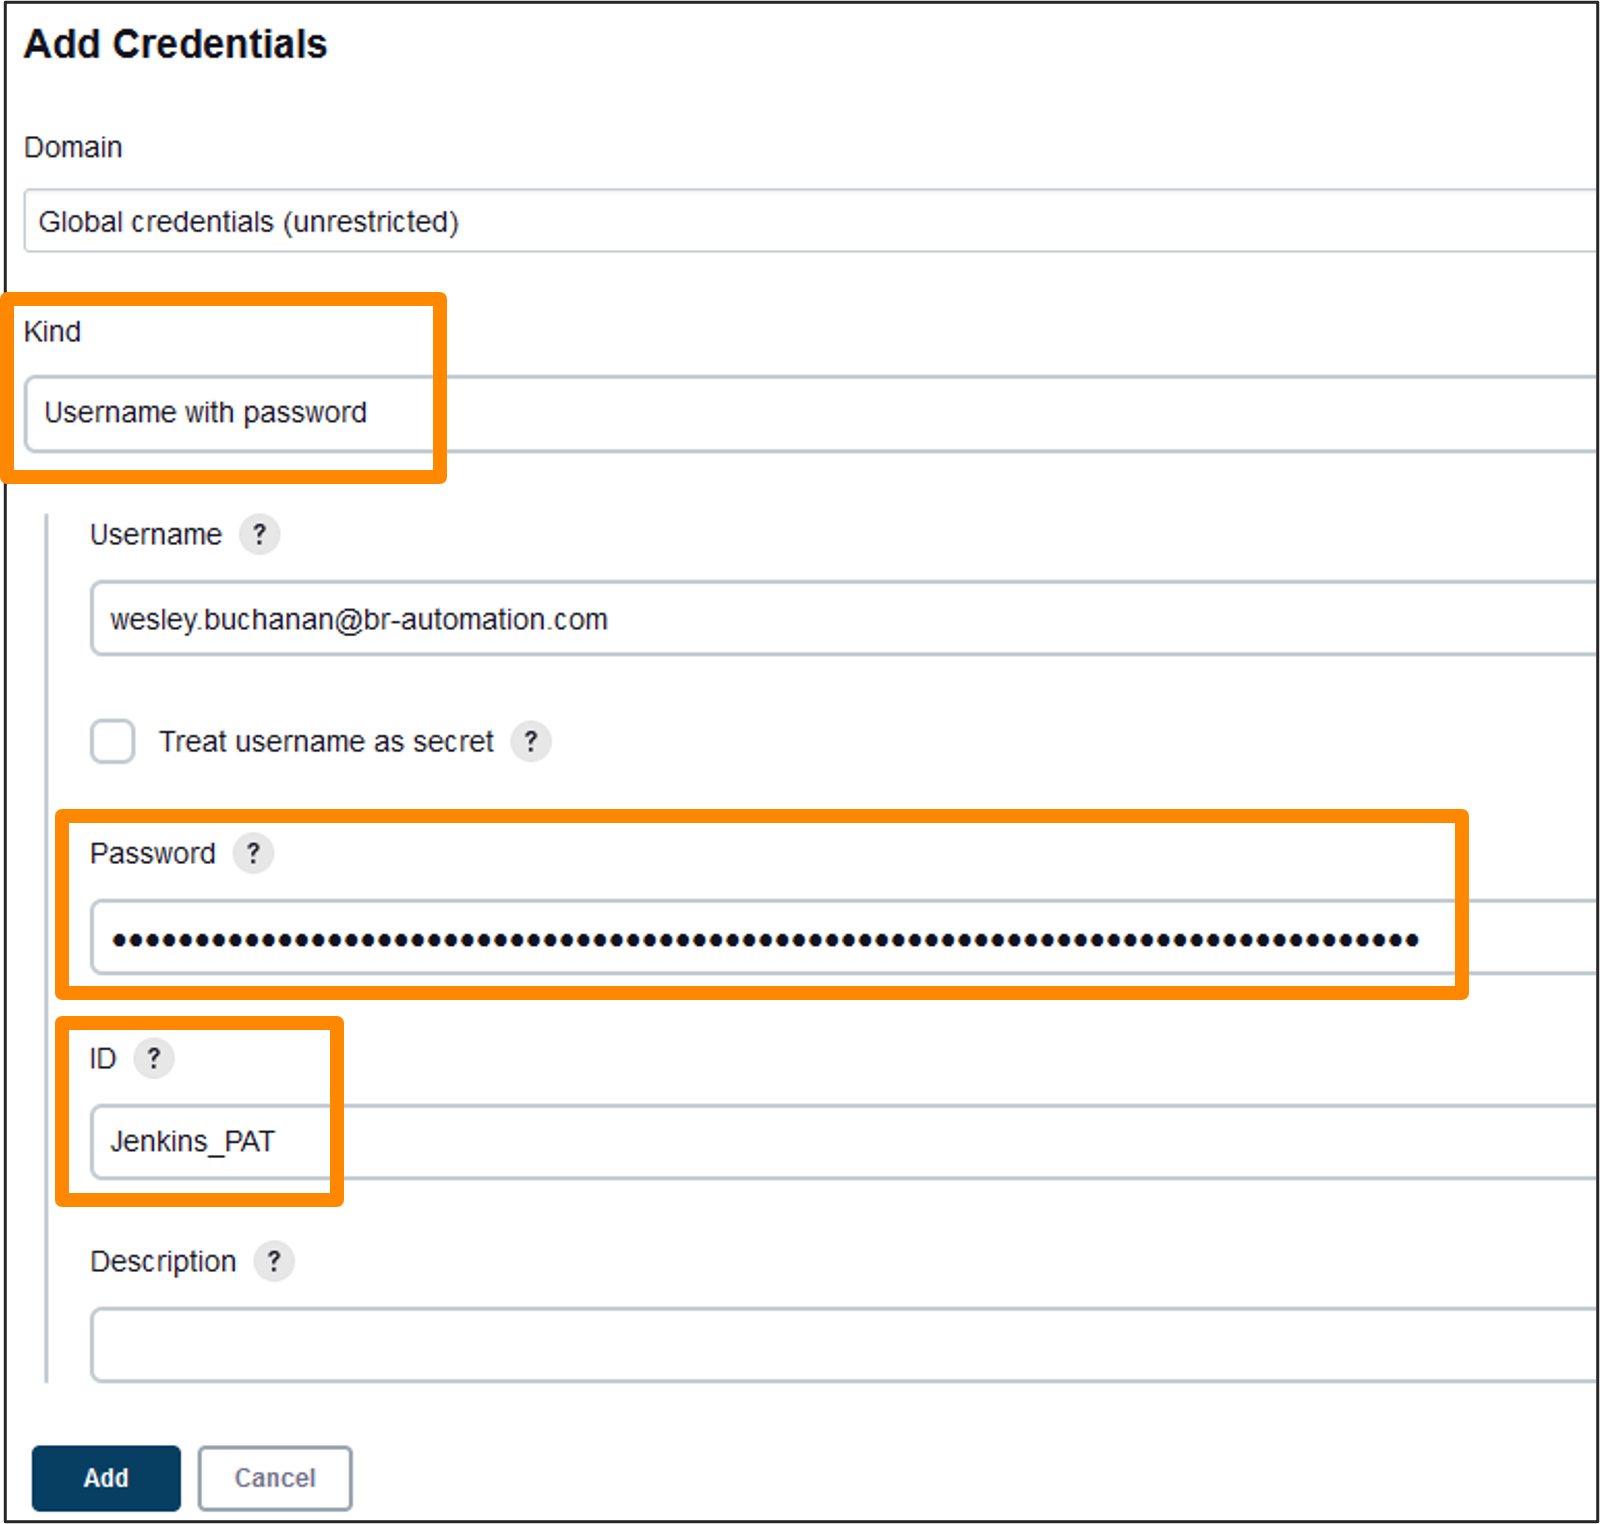 Add Credentials
Domain
Global credentials (unrestricted)
Kind
Username with password
Username ?
wesley.buchanan@br-automation.com
Treat username as secret ?
Password ?
••••••••••••••••••••••••••••••••••••••••••••••••••••••••••••••••••••••••••••••••
ID ?
Jenkins_PAT
Description ?
Add Cancel